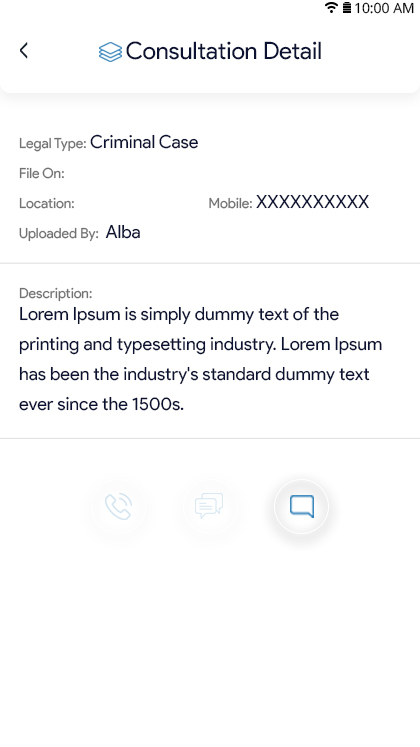 10:00 AM
Consultation Detail
Legal Type: Criminal Case
File On:
Location: Mobile: XXXXXXXXXX
Uploaded By: Alba
Description:
Lorem Ipsum is simply dummy text of the
printing and typesetting industry. Lorem Ipsum
has been the industry's standard dummy text
ever since the 1500s.